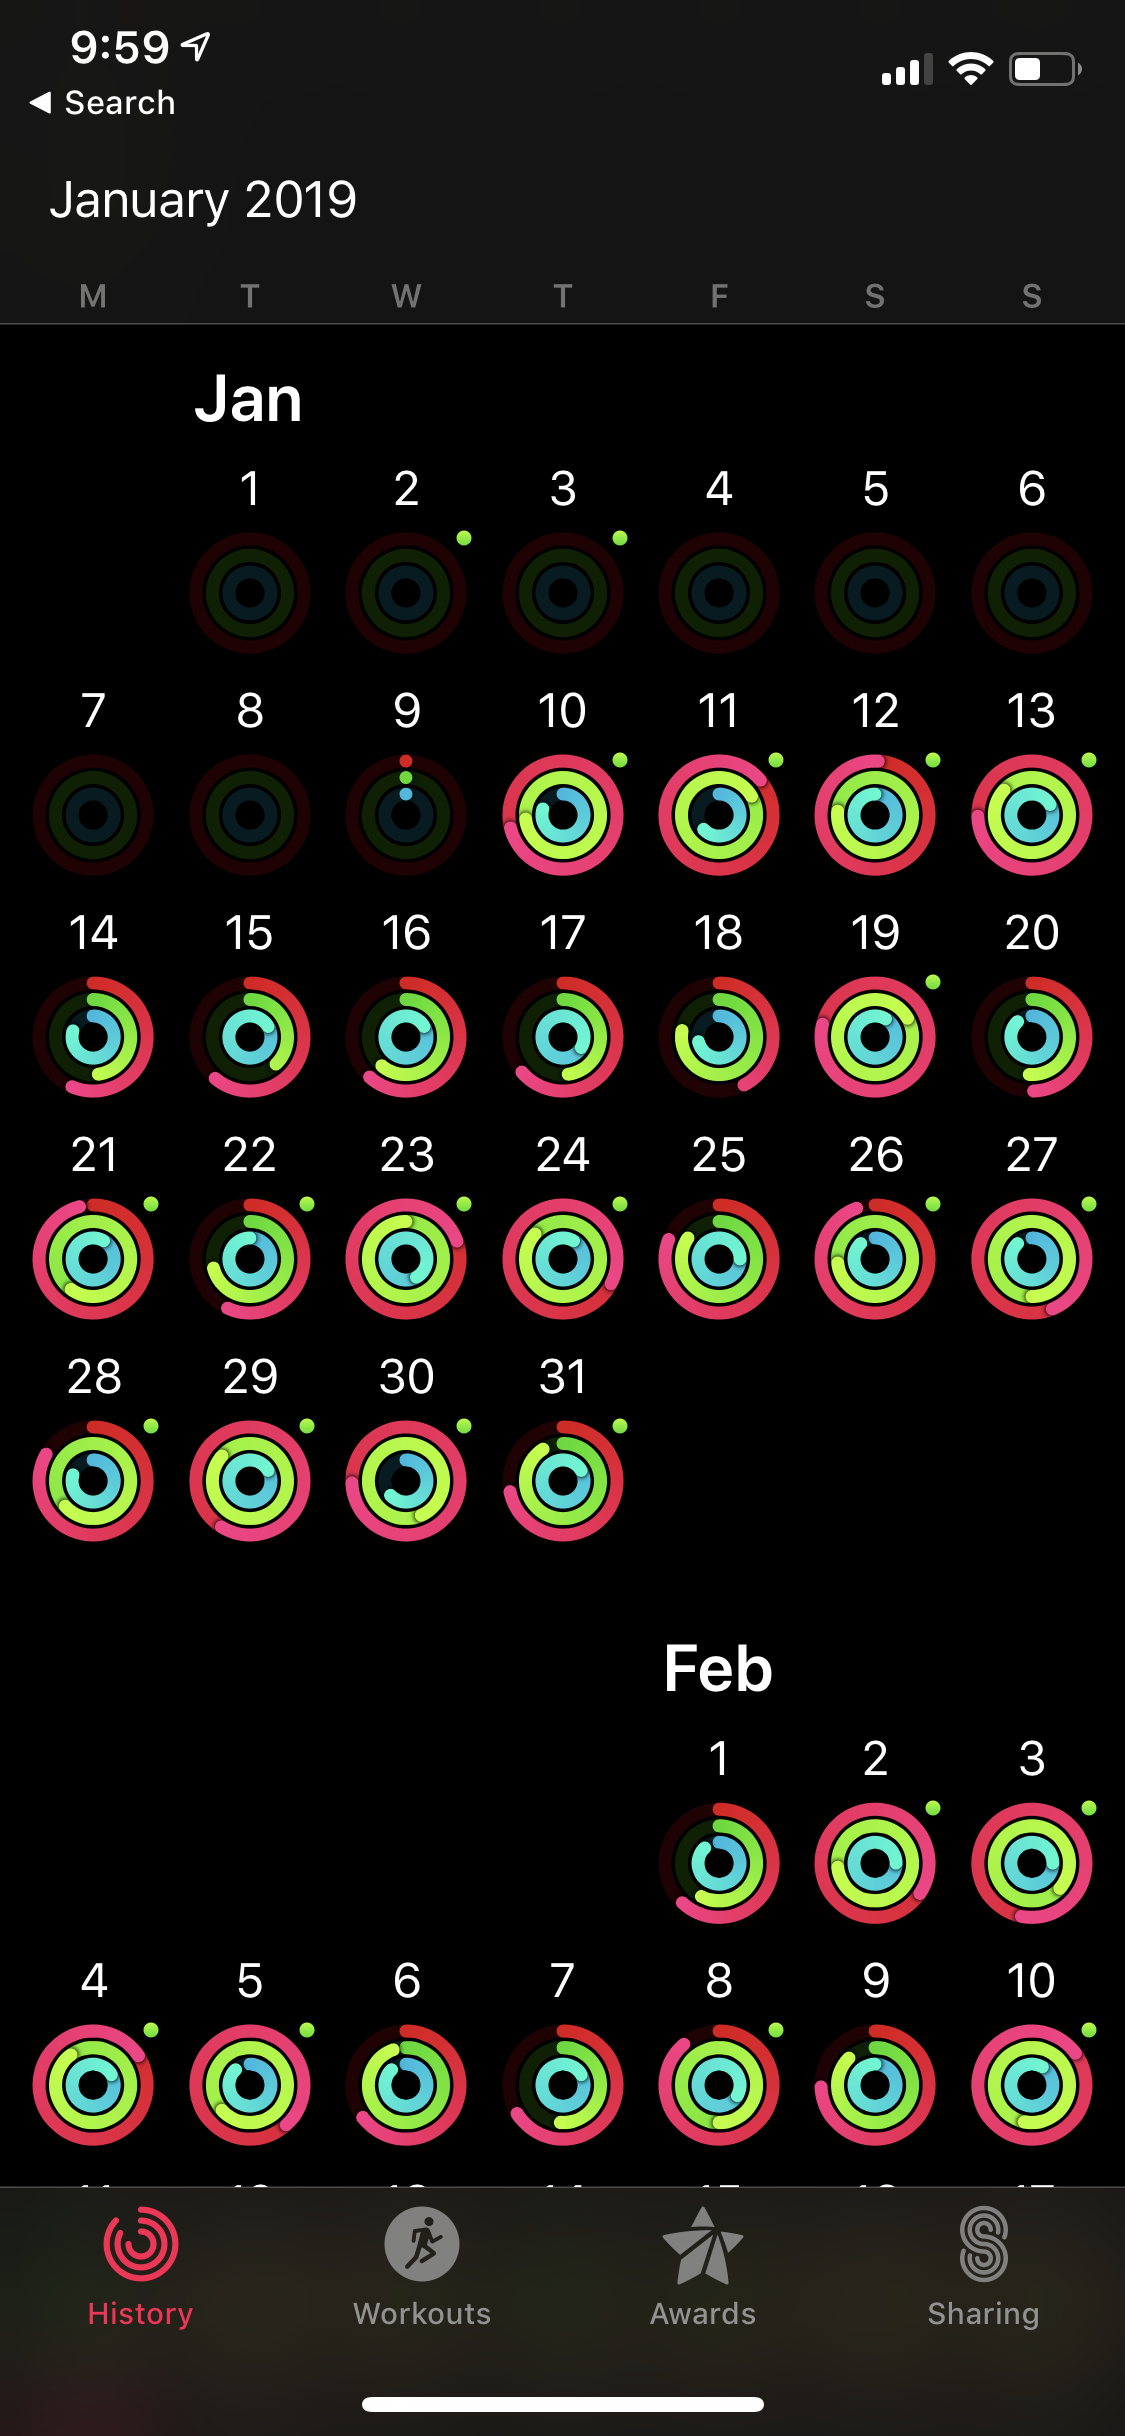 9:59
Search
January 2019
M T W T F S S
Jan
1 2 3 4 5 6
7 8 9 10 11 12 13
14 15 16 17 18 19 20
21 22 23 24 25 26 27
28 29 30 31
Feb
1 2 3
4 5 6 7 8 9 10
History Workouts Awards Sharing